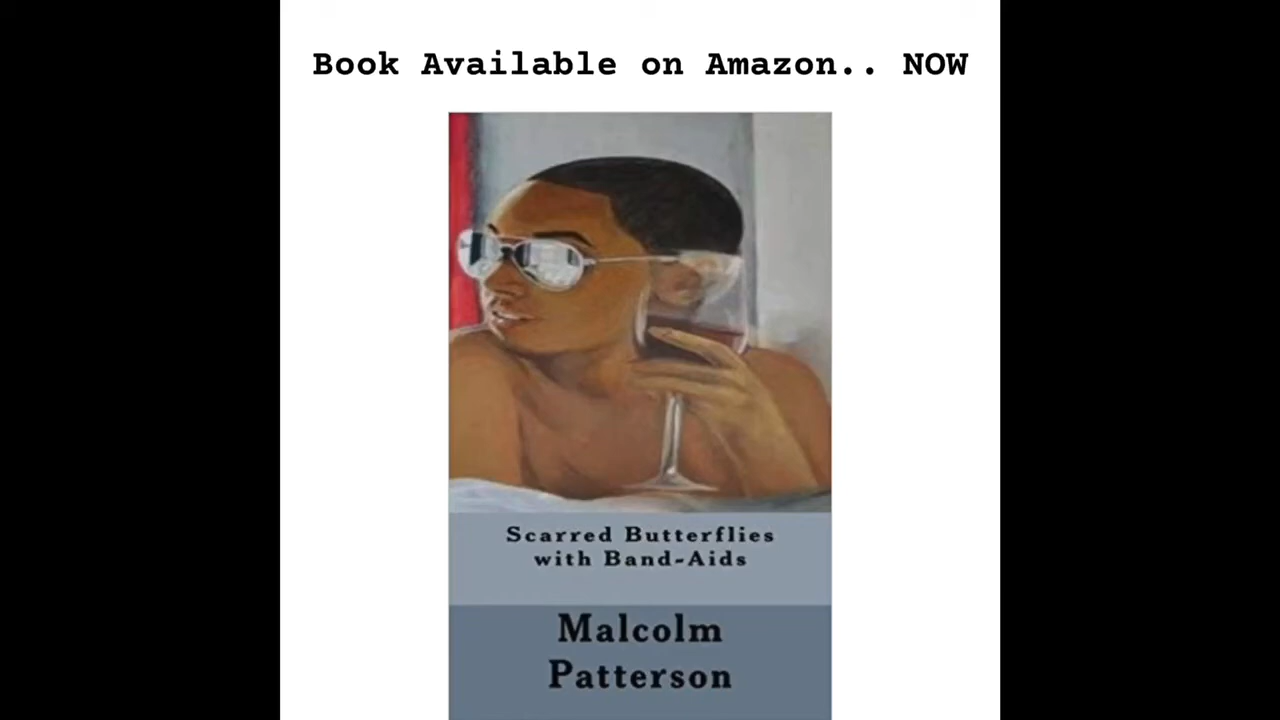 Book Available on Amazon.. NOW
Scarred Butterflies
with Band-Aids
Malcolm
Patterson